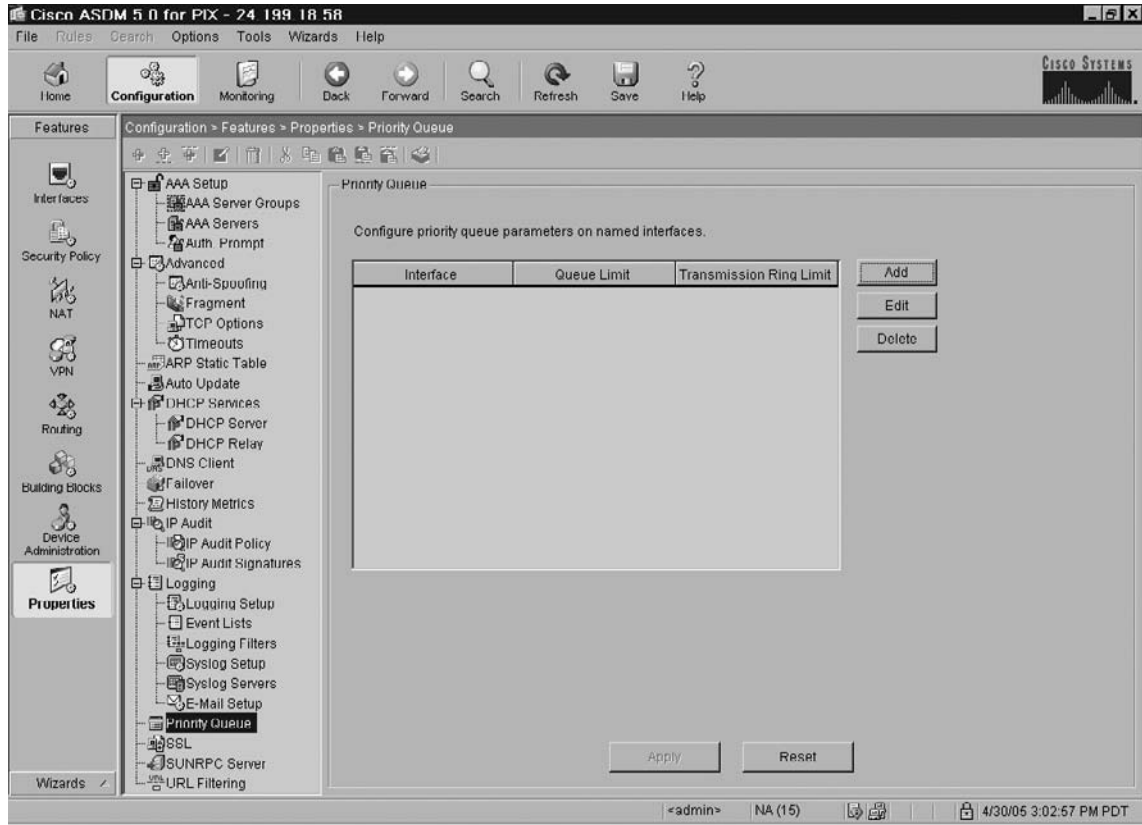 Cisco ASDM 5.0 for PIX - 24.199.18.58
File Rules Search Options Tools Wizards Help
Home Configuration Monitoring Back Forward Search Refresh Save Help
CISCO SYSTEMS
Features
Configuration > Features > Properties > Priority Queue
Interfaces
Security Policy
NAT
VPN
Routing
Building Blocks
Device
Administration
Properties
Wizards
AAA Setup
AAA Server Groups
AAA Servers
Auth. Prompt
Advanced
Anti-Spoofing
Fragment
TCP Options
Timeouts
ARP Static Table
Auto Update
DHCP Services
DHCP Server
DHCP Relay
DNS Client
Failover
History Metrics
IP Audit
IP Audit Policy
IP Audit Signatures
Logging
Logging Setup
Event Lists
Logging Filters
Syslog Setup
Syslog Servers
E-Mail Setup
Priority Queue
SSL
SUNRPC Server
URL Filtering
Priority Queue
Configure priority queue parameters on named interfaces.
Interface Queue Limit Transmission Ring Limit
Add
Edit
Delete
Apply Reset
<admin> NA (15) 4/30/05 3:02:57 PM PDT